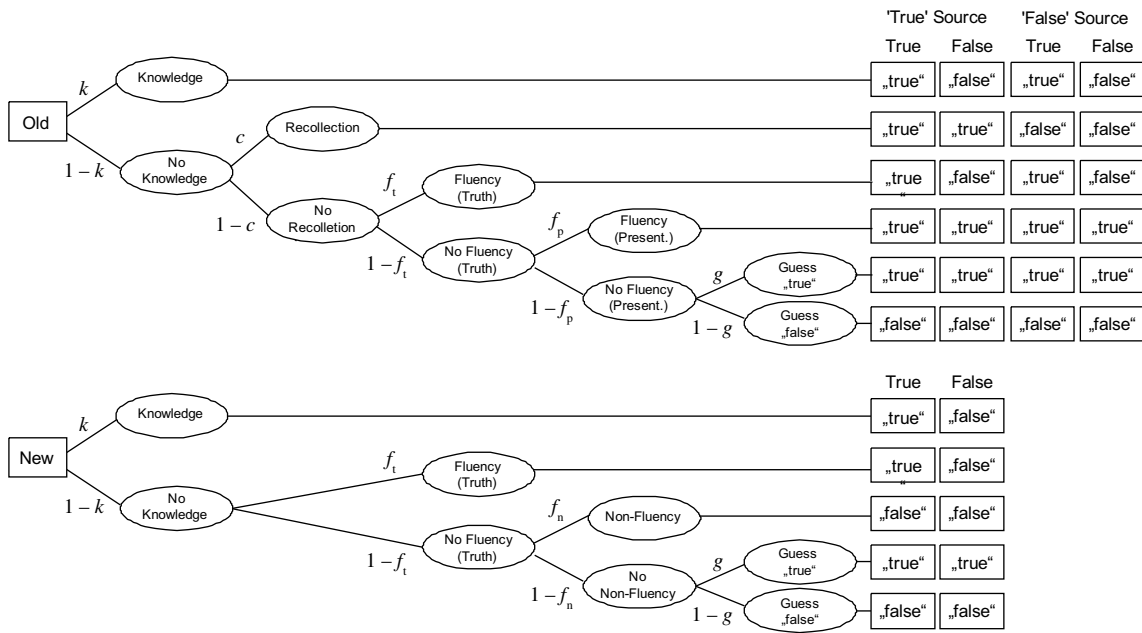 'True' Source 'False' Source
True False True False
k Knowledge „true“ „false“ „true“ „false“
Old
c Recollection „true“ „true“ „false“ „false“
1 – k No
Knowledge
f_t Fluency
(Truth) „true
“ „false“ „true“ „false“
1 – c No
Recolletion
f_p Fluency
(Present.) „true“ „true“ „true“ „true“
1 – f_t No Fluency
(Truth)
g Guess
„true“ „true“ „true“ „true“ „true“
1 – f_p No Fluency
(Present.)
1 – g Guess
„false“ „false“ „false“ „false“ „false“
True False
k Knowledge „true“ „false“
New
f_t Fluency
(Truth) „true
“ „false“
1 – k No
Knowledge
f_n Non-Fluency „false“ „false“
1 – f_t No Fluency
(Truth)
g Guess
„true“ „true“ „true“
1 – f_n No
Non-Fluency
1 – g Guess
„false“ „false“ „false“